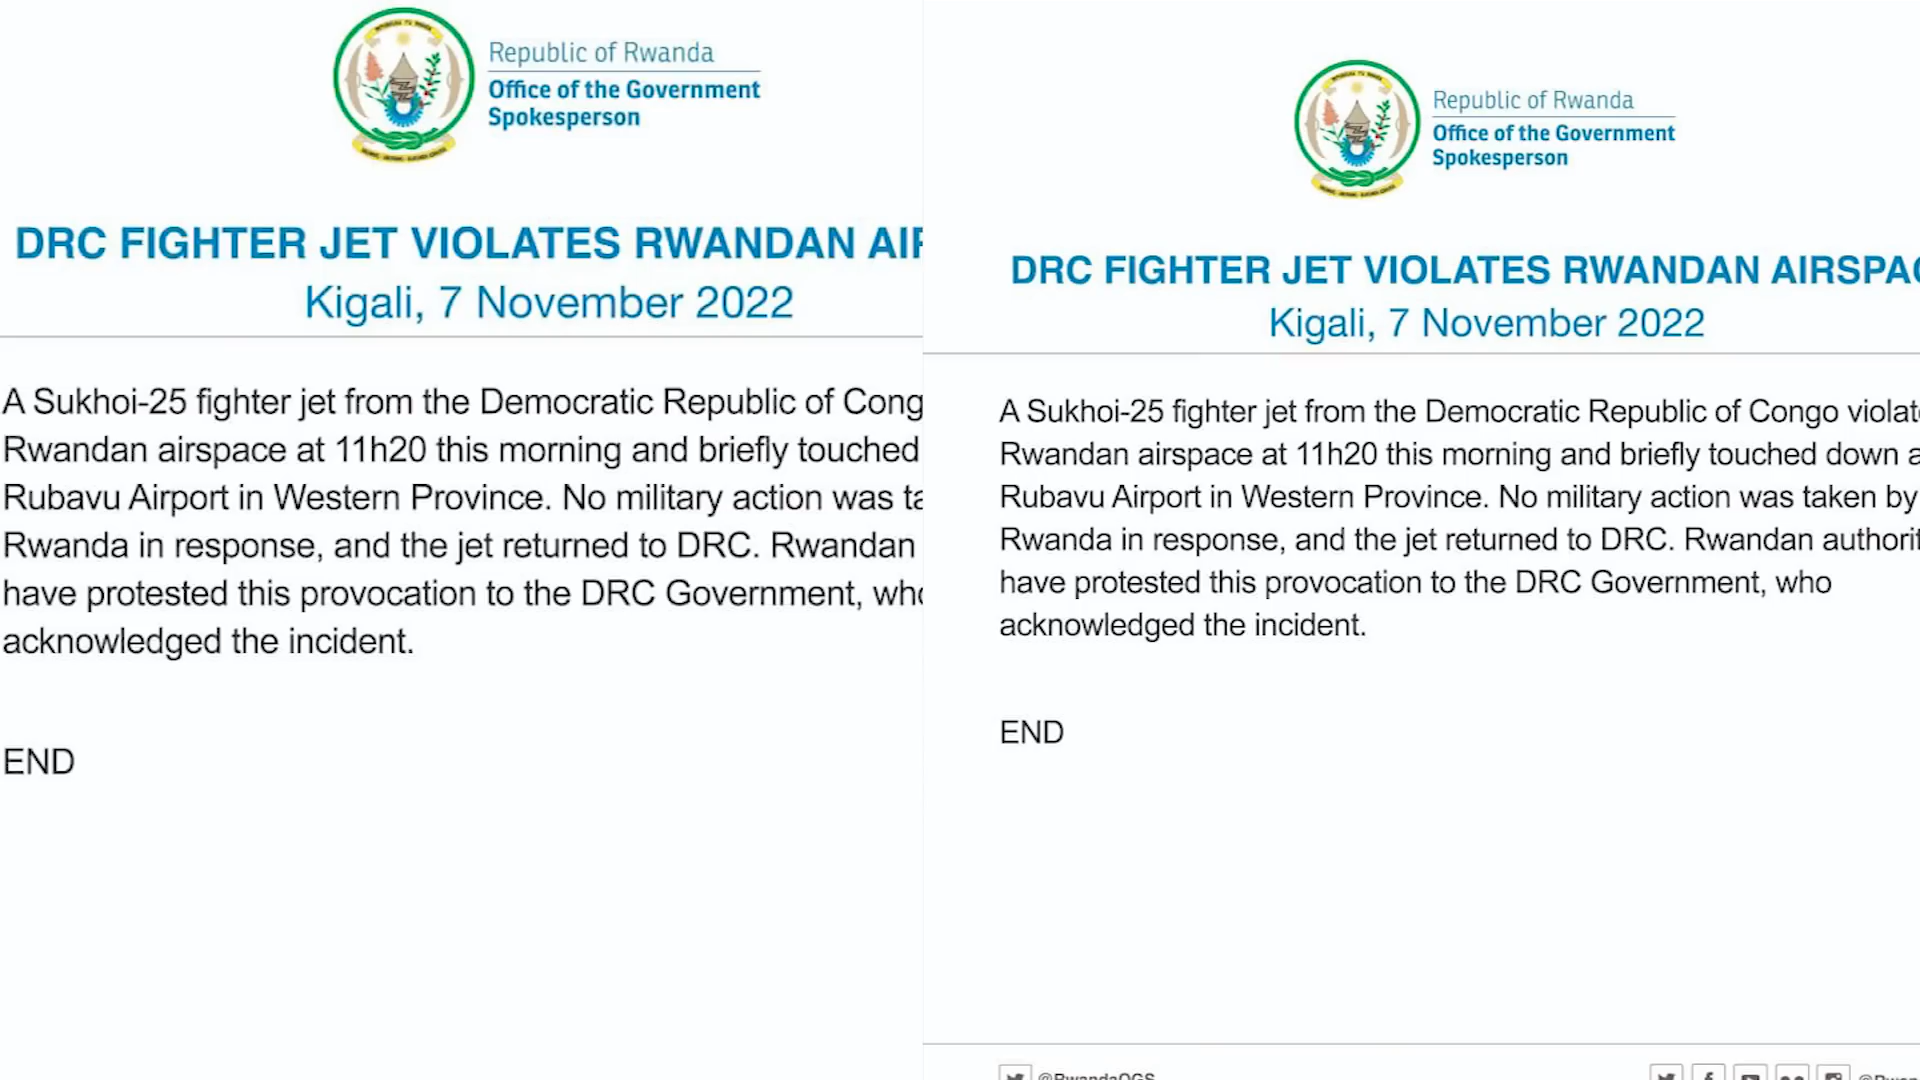 Republic of Rwanda
Office of the Government
Spokesperson
DRC FIGHTER JET VIOLATES RWANDAN AIR
Kigali, 7 November 2022
A Sukhoi-25 fighter jet from the Democratic Republic of Cong
Rwandan airspace at 11h20 this morning and briefly touched
Rubavu Airport in Western Province. No military action was ta
Rwanda in response, and the jet returned to DRC. Rwandan
have protested this provocation to the DRC Government, who
acknowledged the incident.
END
Republic of Rwanda
Office of the Government
Spokesperson
DRC FIGHTER JET VIOLATES RWANDAN AIRSPAC
Kigali, 7 November 2022
A Sukhoi-25 fighter jet from the Democratic Republic of Congo violat
Rwandan airspace at 11h20 this morning and briefly touched down a
Rubavu Airport in Western Province. No military action was taken by
Rwanda in response, and the jet returned to DRC. Rwandan authorit
have protested this provocation to the DRC Government, who
acknowledged the incident.
END
@RwandaOGS